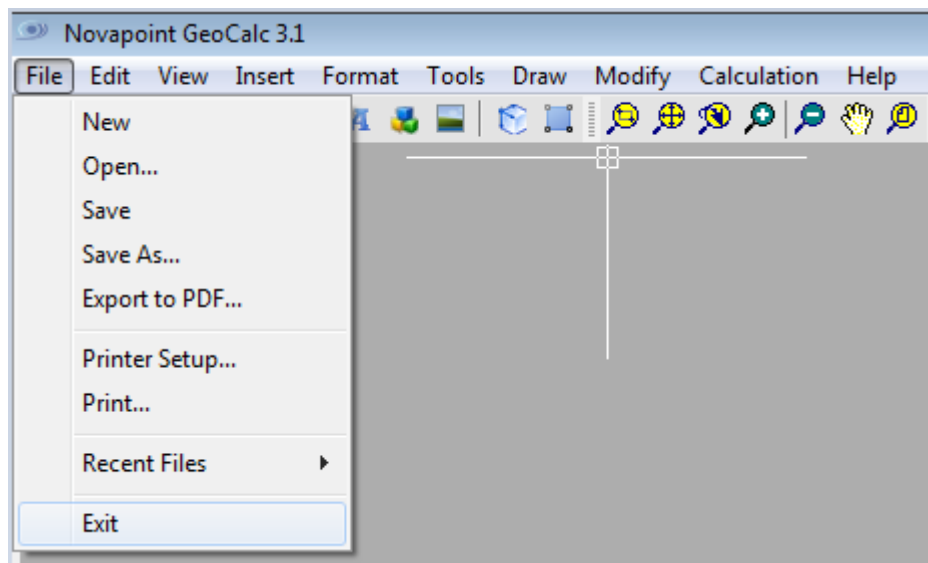 Novapoint GeoCalc 3.1
File Edit View Insert Format Tools Draw Modify Calculation Help
New
Open...
Save
Save As...
Export to PDF...
Printer Setup...
Print...
Recent Files
Exit